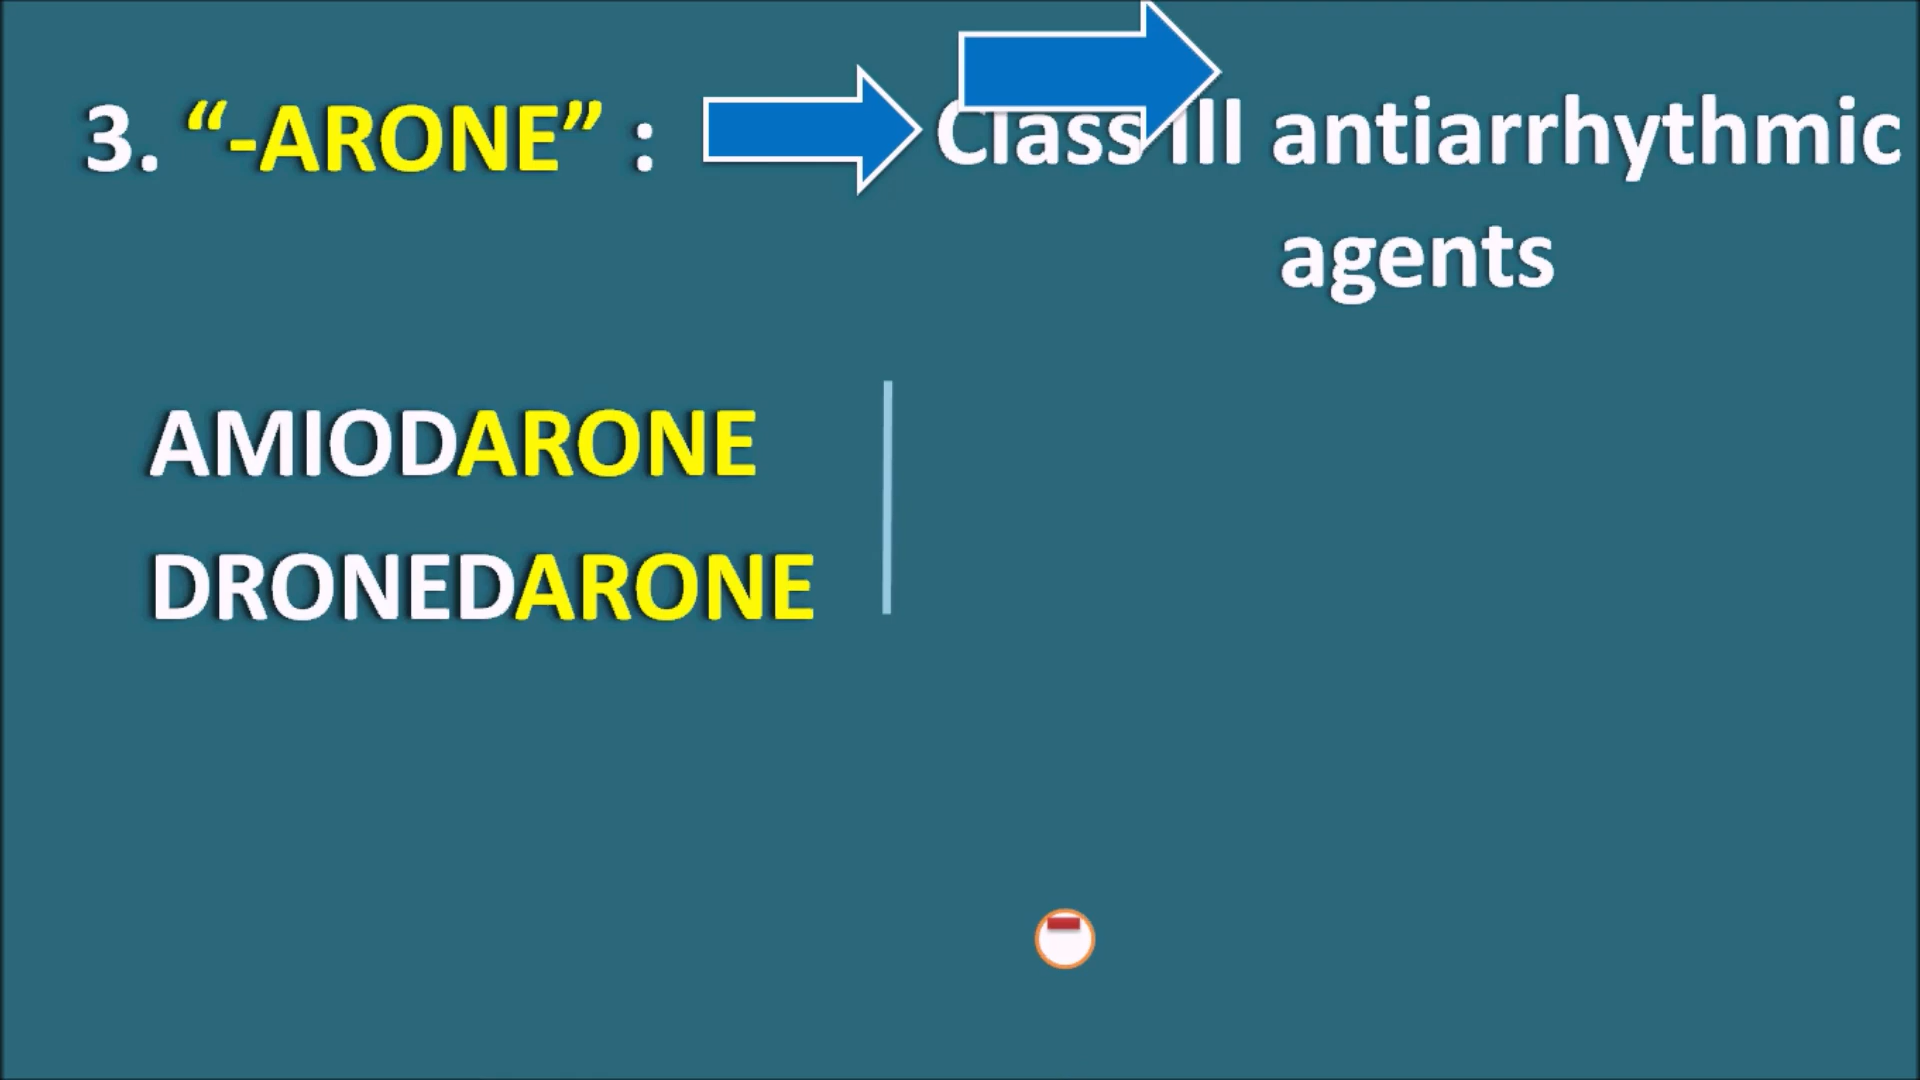 3. “-ARONE” : Class III antiarrhythmic
agents
AMIODARONE
DRONEDARONE